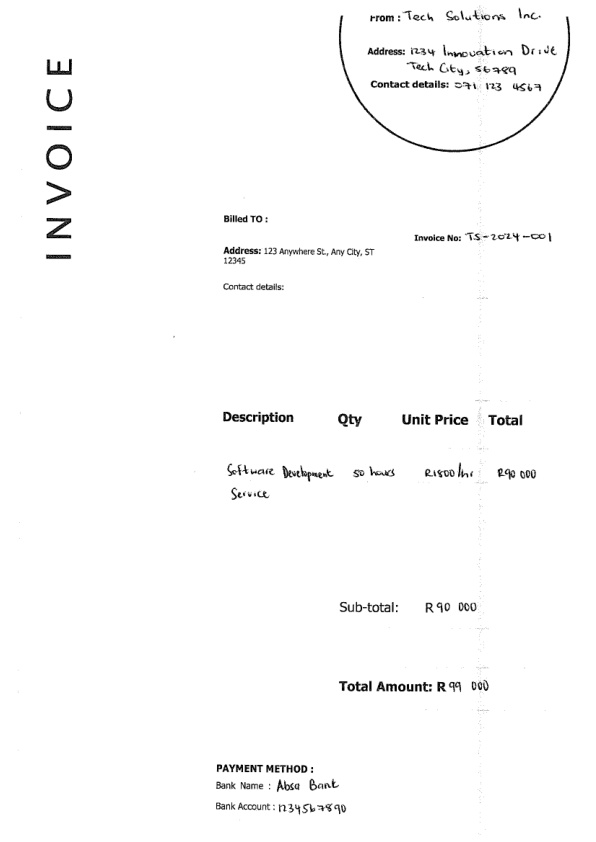 INVOICE
From : Tech Solutions Inc.
Address: 1234 Innovation Drive
Tech City, 56789
Contact details: 071 123 4567
Billed TO :
Invoice No: TS-2024-001
Address: 123 Anywhere St., Any City, ST
12345
Contact details:
Description Qty Unit Price Total
Software Development 50 hours R1800/hr R90 000
Service
Sub-total: R 90 000
Total Amount: R 99 000
PAYMENT METHOD :
Bank Name : Absa Bank
Bank Account : 1234567890